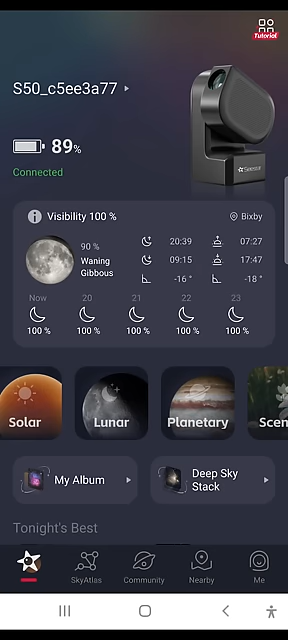 Tutorial
S50_c5ee3a77
89%
Connected
Seestar
Visibility 100 %
Bixby
90 %
Waning
Gibbous
20:39
07:27
09:15
17:47
-16 °
-18 °
Now 20 21 22 23
100 % 100 % 100 % 100 % 100 %
Solar Lunar Planetary Scen
My Album
Deep Sky
Stack
Tonight's Best
SkyAtlas Community Nearby Me